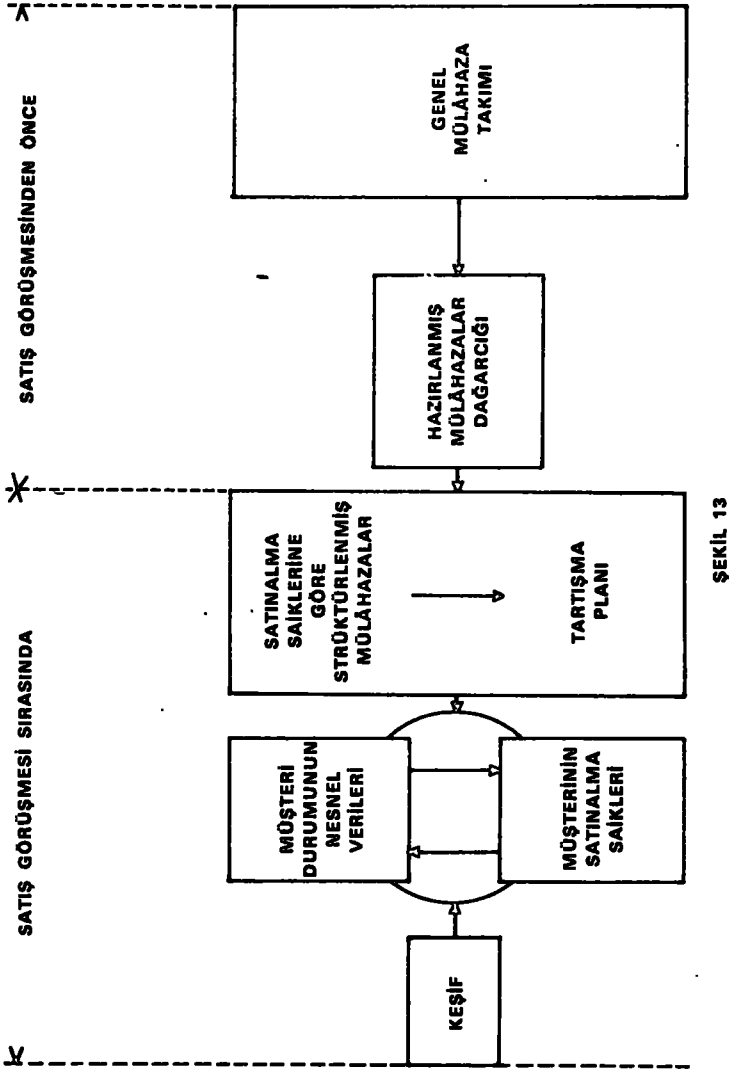 SATIŞ GÖRÜŞMESİ SIRASINDA
SATIŞ GÖRÜŞMESİNDEN ÖNCE
KEŞİF
MÜŞTERİ
DURUMUNUN
NESNEL
VERİLERİ
MÜŞTERİNİN
SATINALMA
SAİKLERİ
SATINALMA
SAİKLERİNE
GÖRE
STRÜKTÜRLENMİŞ
MÜLÂHAZALAR
TARTIŞMA
PLANI
HAZIRLANMIŞ
MÜLÂHAZALAR
DAĞARCIĞI
GENEL
MÜLÂHAZA
TAKIMI
ŞEKİL 13